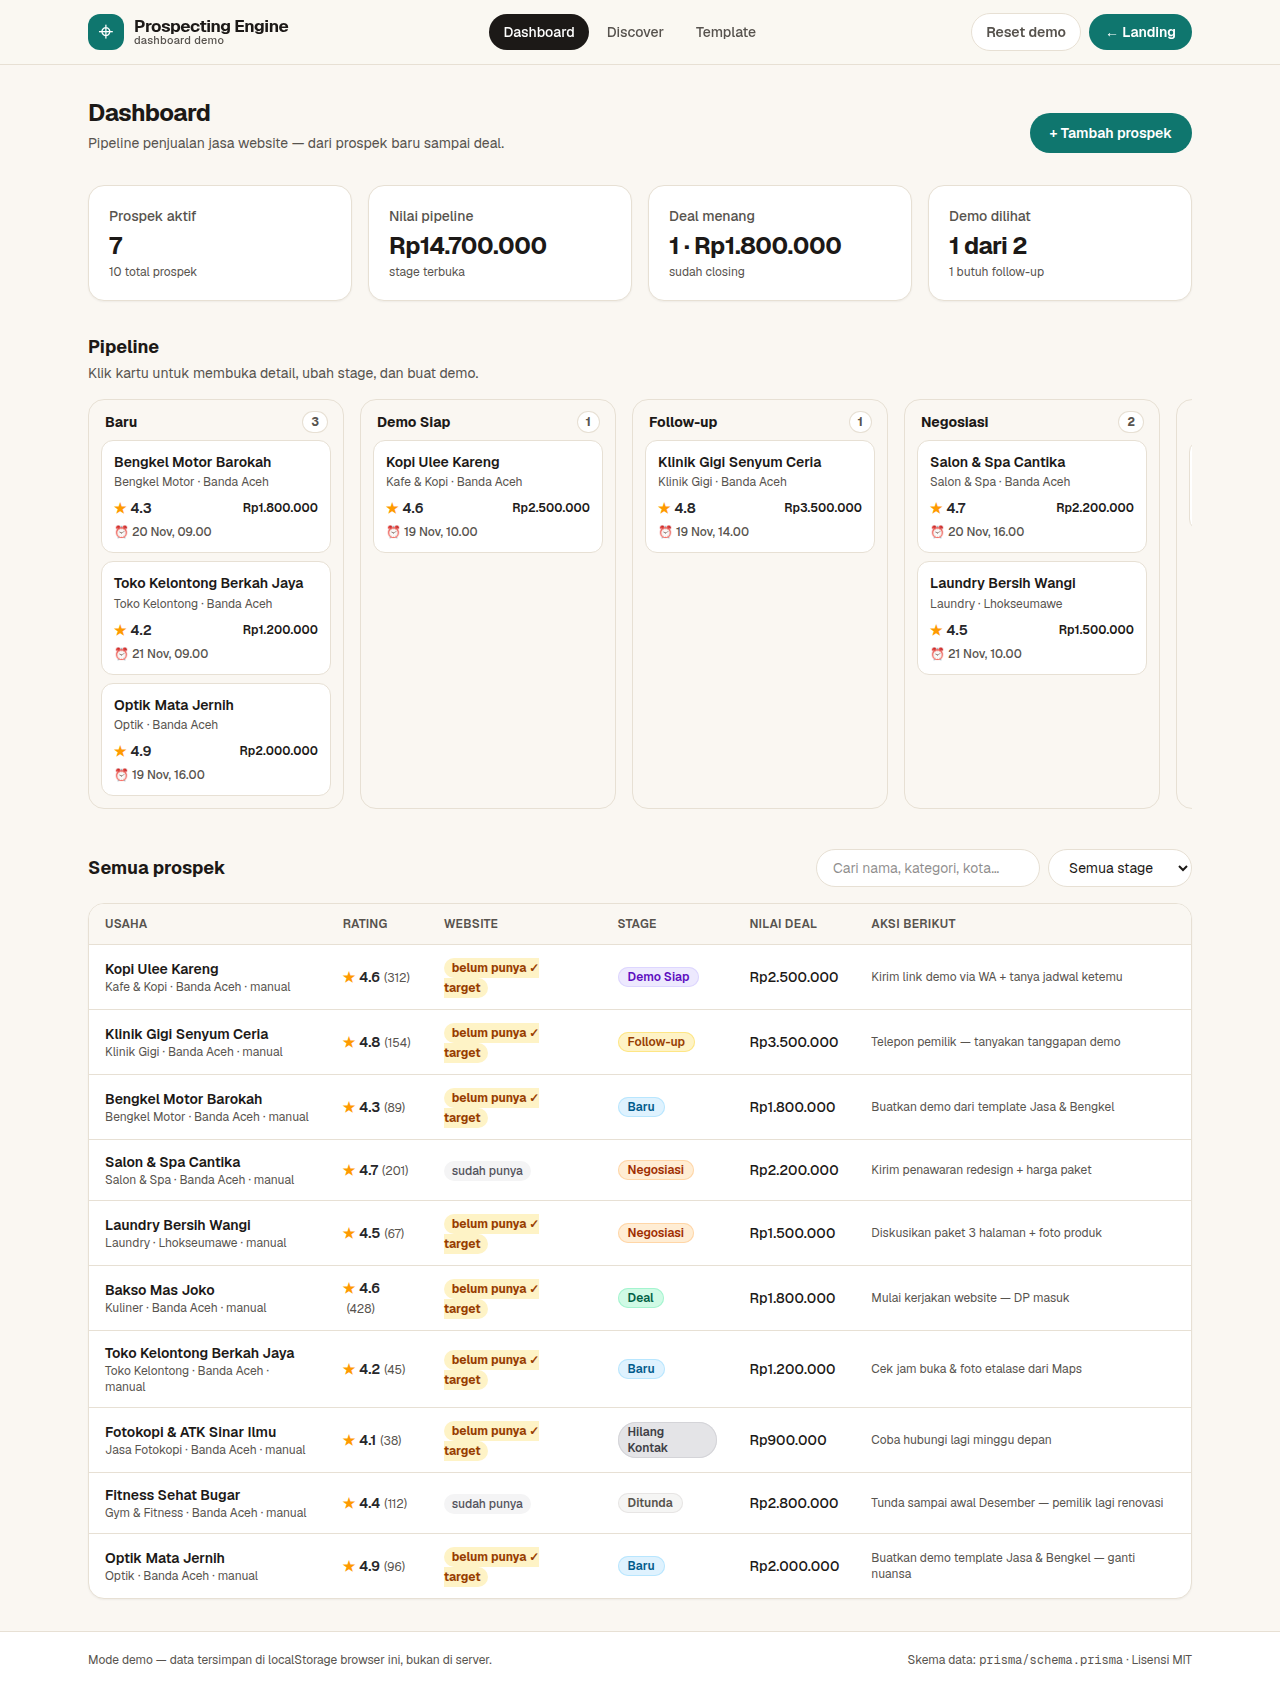 Prospecting Engine
dashboard demo
Dashboard
Discover
Template
Reset demo
← Landing
Dashboard
Pipeline penjualan jasa website — dari prospek baru sampai deal.
+ Tambah prospek
Prospek aktif
7
10 total prospek
Nilai pipeline
Rp14.700.000
stage terbuka
Deal menang
1 · Rp1.800.000
sudah closing
Demo dilihat
1 dari 2
1 butuh follow-up
Pipeline
Klik kartu untuk membuka detail, ubah stage, dan buat demo.
Baru 3
Bengkel Motor Barokah
Bengkel Motor · Banda Aceh
★ 4.3 Rp1.800.000
⏰ 20 Nov, 09.00
Toko Kelontong Berkah Jaya
Toko Kelontong · Banda Aceh
★ 4.2 Rp1.200.000
⏰ 21 Nov, 09.00
Optik Mata Jernih
Optik · Banda Aceh
★ 4.9 Rp2.000.000
⏰ 19 Nov, 16.00
Demo Siap 1
Kopi Ulee Kareng
Kafe & Kopi · Banda Aceh
★ 4.6 Rp2.500.000
⏰ 19 Nov, 10.00
Follow-up 1
Klinik Gigi Senyum Ceria
Klinik Gigi · Banda Aceh
★ 4.8 Rp3.500.000
⏰ 19 Nov, 14.00
Negosiasi 2
Salon & Spa Cantika
Salon & Spa · Banda Aceh
★ 4.7 Rp2.200.000
⏰ 20 Nov, 16.00
Laundry Bersih Wangi
Laundry · Lhokseumawe
★ 4.5 Rp1.500.000
⏰ 21 Nov, 10.00
Semua prospek
Cari nama, kategori, kota…
Semua stage
USAHA RATING WEBSITE STAGE NILAI DEAL AKSI BERIKUT
Kopi Ulee Kareng
Kafe & Kopi · Banda Aceh · manual
★ 4.6 (312)
belum punya ✓
target
Demo Siap
Rp2.500.000
Kirim link demo via WA + tanya jadwal ketemu
Klinik Gigi Senyum Ceria
Klinik Gigi · Banda Aceh · manual
★ 4.8 (154)
belum punya ✓
target
Follow-up
Rp3.500.000
Telepon pemilik — tanyakan tanggapan demo
Bengkel Motor Barokah
Bengkel Motor · Banda Aceh · manual
★ 4.3 (89)
belum punya ✓
target
Baru
Rp1.800.000
Buatkan demo dari template Jasa & Bengkel
Salon & Spa Cantika
Salon & Spa · Banda Aceh · manual
★ 4.7 (201)
sudah punya
Negosiasi
Rp2.200.000
Kirim penawaran redesign + harga paket
Laundry Bersih Wangi
Laundry · Lhokseumawe · manual
★ 4.5 (67)
belum punya ✓
target
Negosiasi
Rp1.500.000
Diskusikan paket 3 halaman + foto produk
Bakso Mas Joko
Kuliner · Banda Aceh · manual
★ 4.6
(428)
belum punya ✓
target
Deal
Rp1.800.000
Mulai kerjakan website — DP masuk
Toko Kelontong Berkah Jaya
Toko Kelontong · Banda Aceh ·
manual
★ 4.2 (45)
belum punya ✓
target
Baru
Rp1.200.000
Cek jam buka & foto etalase dari Maps
Fotokopi & ATK Sinar Ilmu
Jasa Fotokopi · Banda Aceh · manual
★ 4.1 (38)
belum punya ✓
target
Hilang
Kontak
Rp900.000
Coba hubungi lagi minggu depan
Fitness Sehat Bugar
Gym & Fitness · Banda Aceh · manual
★ 4.4 (112)
sudah punya
Ditunda
Rp2.800.000
Tunda sampai awal Desember — pemilik lagi renovasi
Optik Mata Jernih
Optik · Banda Aceh · manual
★ 4.9 (96)
belum punya ✓
target
Baru
Rp2.000.000
Buatkan demo template Jasa & Bengkel — ganti
nuansa
Mode demo — data tersimpan di localStorage browser ini, bukan di server.
Skema data: prisma/schema.prisma · Lisensi MIT